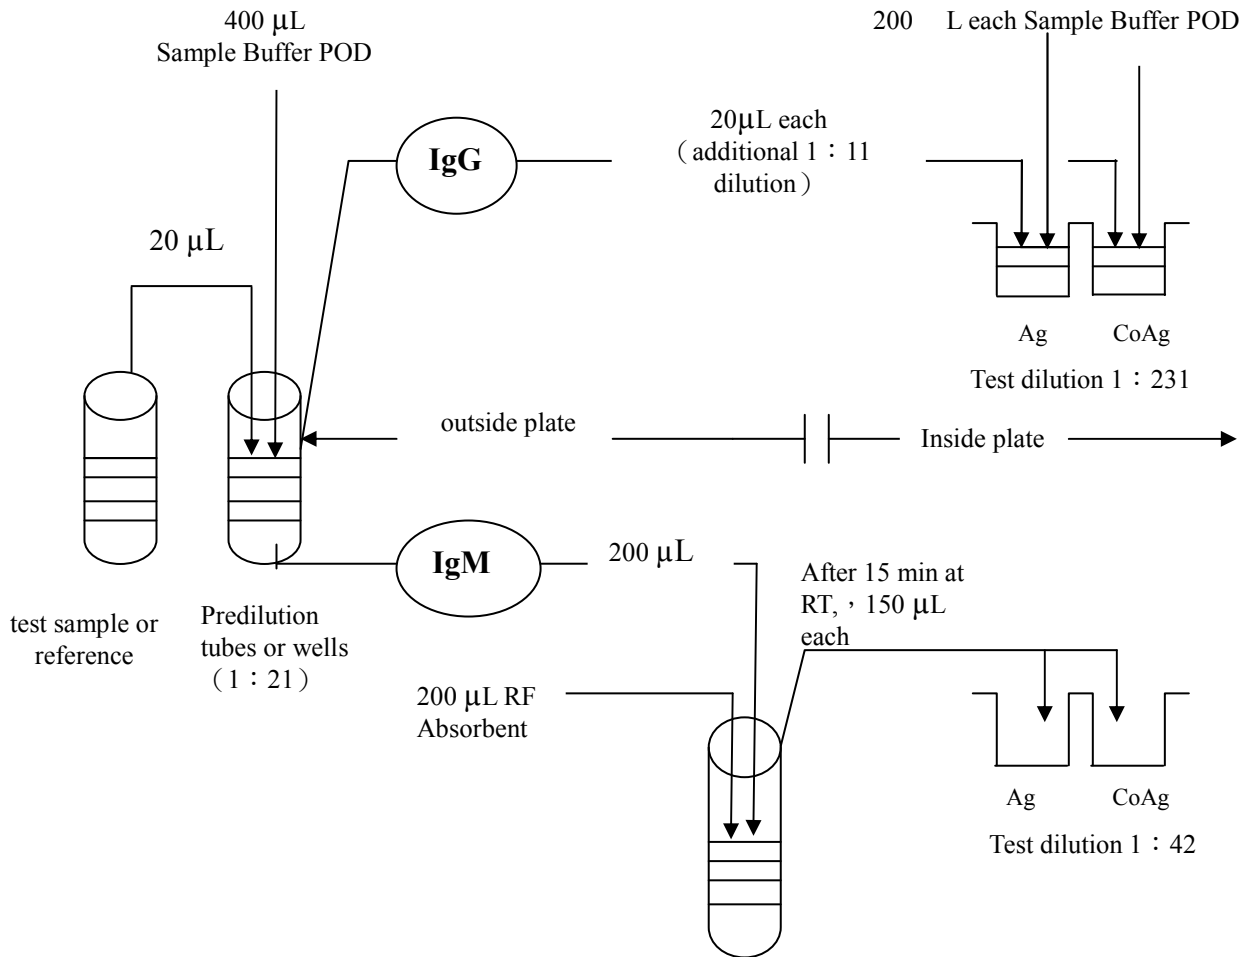 400 μL
Sample Buffer POD
200    L each Sample Buffer POD
IgG
20μL each
（additional 1：11
dilution）
20 μL
Ag
CoAg
Test dilution 1：231
outside plate
Inside plate
IgM
200 μL
After 15 min at
RT,，150 μL
each
test sample or
reference
Predilution
tubes or wells
（1：21）
200 μL RF
Absorbent
Ag
CoAg
Test dilution 1：42